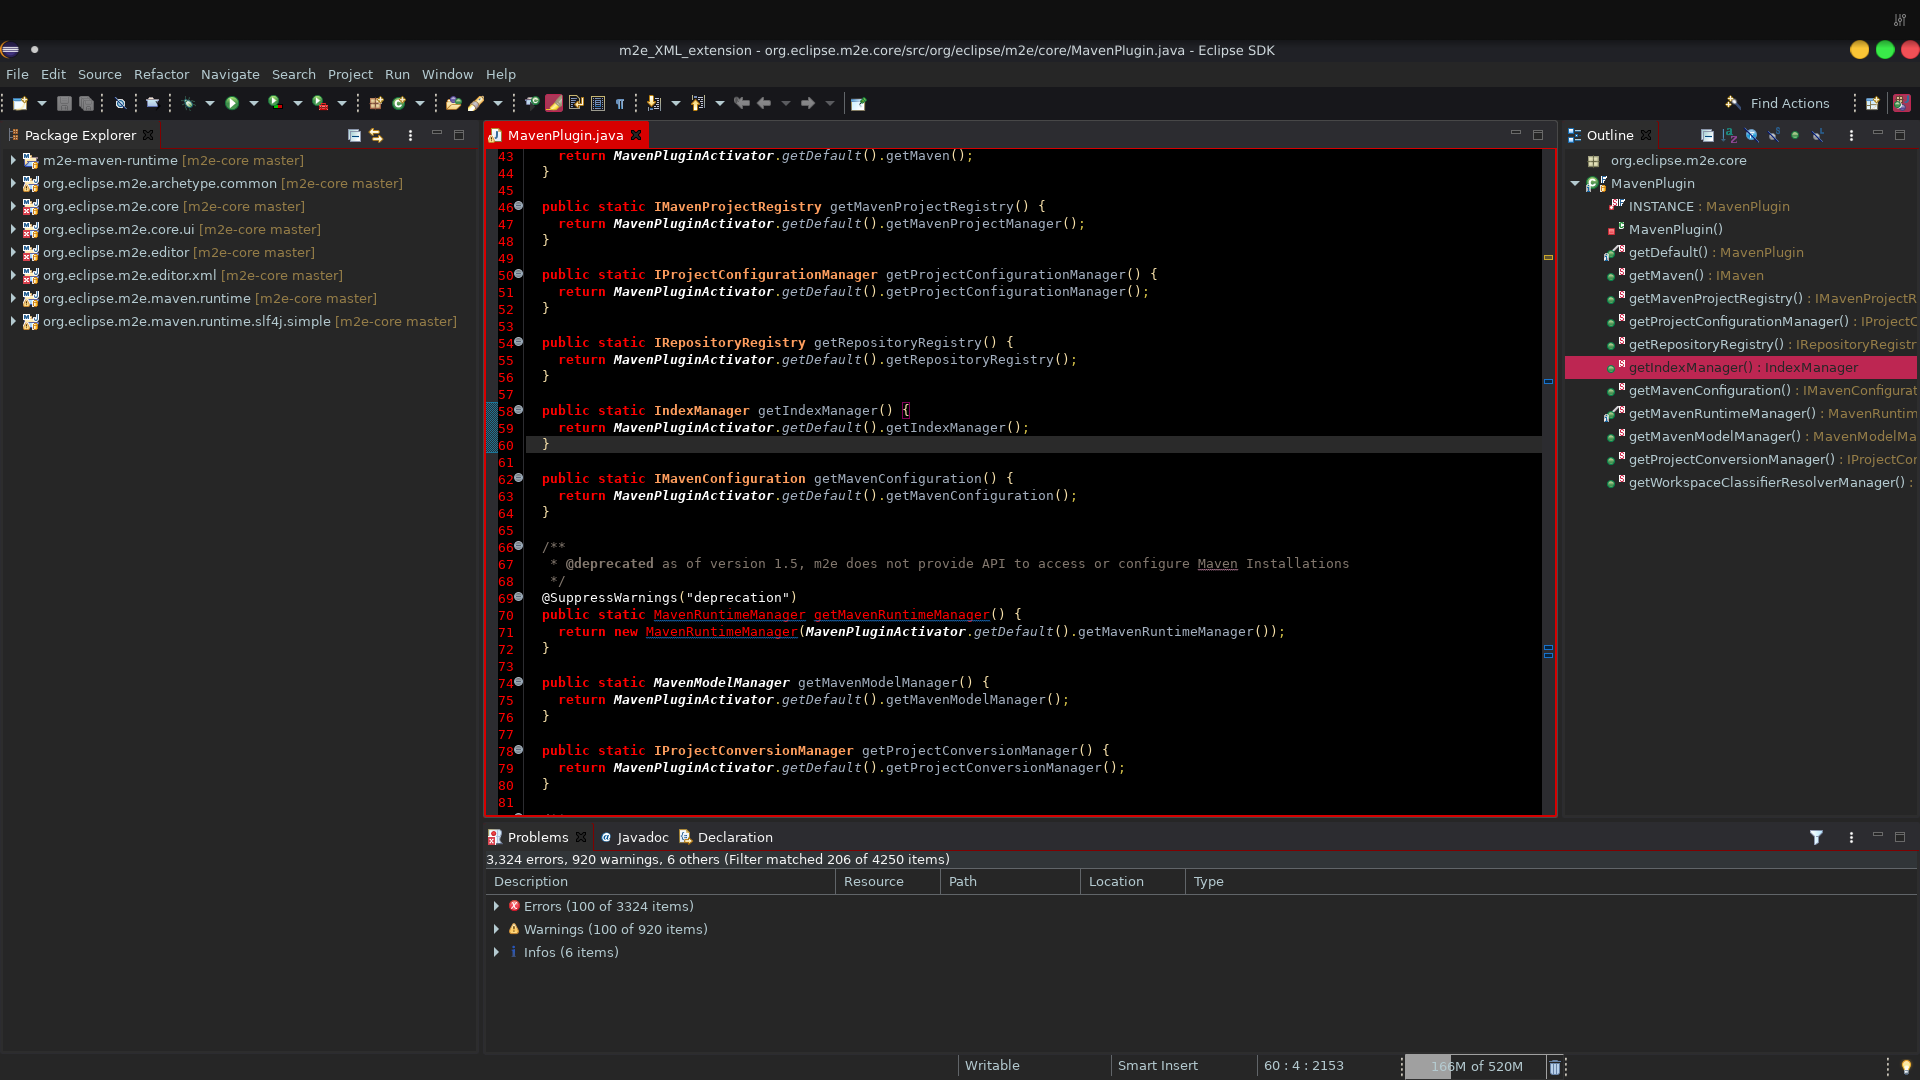 m2e_XML_extension - org.eclipse.m2e.core/src/org/eclipse/m2e/core/MavenPlugin.java - Eclipse SDK
File Edit Source Refactor Navigate Search Project Run Window Help
Find Actions
Package Explorer
m2e-maven-runtime [m2e-core master]
org.eclipse.m2e.archetype.common [m2e-core master]
org.eclipse.m2e.core [m2e-core master]
org.eclipse.m2e.core.ui [m2e-core master]
org.eclipse.m2e.editor [m2e-core master]
org.eclipse.m2e.editor.xml [m2e-core master]
org.eclipse.m2e.maven.runtime [m2e-core master]
org.eclipse.m2e.maven.runtime.slf4j.simple [m2e-core master]
MavenPlugin.java
43     return MavenPluginActivator.getDefault().getMaven();
44   }
45
46   public static IMavenProjectRegistry getMavenProjectRegistry() {
47     return MavenPluginActivator.getDefault().getMavenProjectManager();
48   }
49
50   public static IProjectConfigurationManager getProjectConfigurationManager() {
51     return MavenPluginActivator.getDefault().getProjectConfigurationManager();
52   }
53
54   public static IRepositoryRegistry getRepositoryRegistry() {
55     return MavenPluginActivator.getDefault().getRepositoryRegistry();
56   }
57
58   public static IndexManager getIndexManager() {
59     return MavenPluginActivator.getDefault().getIndexManager();
60   }
61
62   public static IMavenConfiguration getMavenConfiguration() {
63     return MavenPluginActivator.getDefault().getMavenConfiguration();
64   }
65
66   /**
67    * @deprecated as of version 1.5, m2e does not provide API to access or configure Maven Installations
68    */
69   @SuppressWarnings("deprecation")
70   public static MavenRuntimeManager getMavenRuntimeManager() {
71     return new MavenRuntimeManager(MavenPluginActivator.getDefault().getMavenRuntimeManager());
72   }
73
74   public static MavenModelManager getMavenModelManager() {
75     return MavenPluginActivator.getDefault().getMavenModelManager();
76   }
77
78   public static IProjectConversionManager getProjectConversionManager() {
79     return MavenPluginActivator.getDefault().getProjectConversionManager();
80   }
81
Outline
org.eclipse.m2e.core
MavenPlugin
INSTANCE : MavenPlugin
MavenPlugin()
getDefault() : MavenPlugin
getMaven() : IMaven
getMavenProjectRegistry() : IMavenProjectR
getProjectConfigurationManager() : IProjectC
getRepositoryRegistry() : IRepositoryRegistr
getIndexManager() : IndexManager
getMavenConfiguration() : IMavenConfigurat
getMavenRuntimeManager() : MavenRuntim
getMavenModelManager() : MavenModelMa
getProjectConversionManager() : IProjectCor
getWorkspaceClassifierResolverManager() :
Problems Javadoc Declaration
3,324 errors, 920 warnings, 6 others (Filter matched 206 of 4250 items)
Description Resource Path Location Type
Errors (100 of 3324 items)
Warnings (100 of 920 items)
Infos (6 items)
Writable Smart Insert 60 : 4 : 2153 166M of 520M